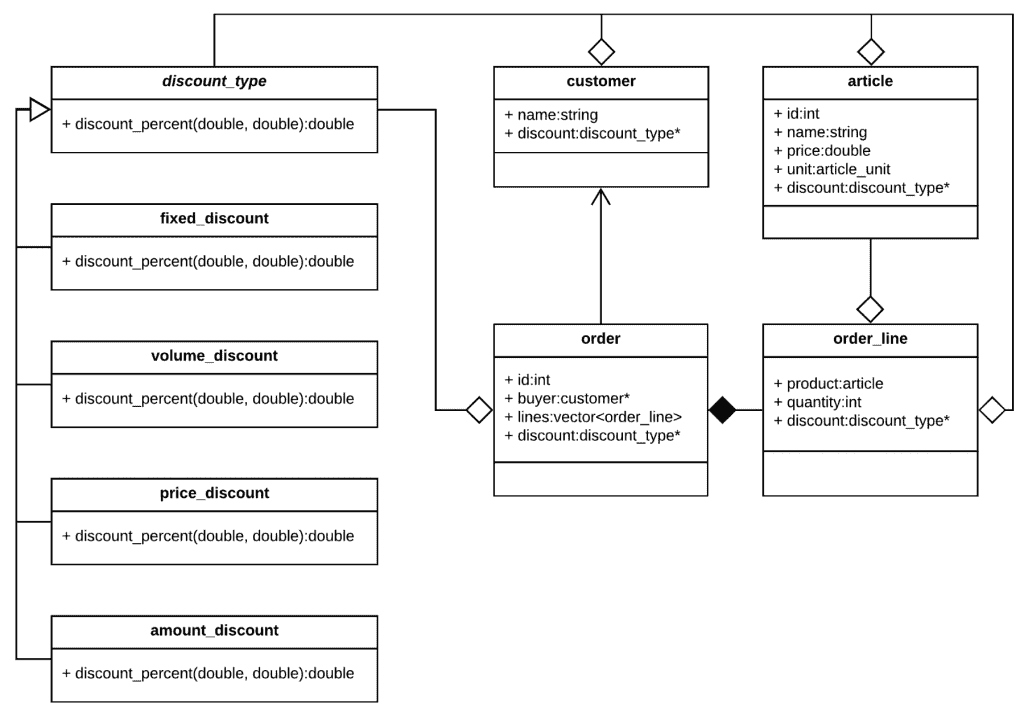 discount_type
+ discount_percent(double, double):double
customer
+ name:string
+ discount:discount_type*
article
+ id:int
+ name:string
+ price:double
+ unit:article_unit
+ discount:discount_type*
fixed_discount
+ discount_percent(double, double):double
volume_discount
+ discount_percent(double, double):double
order
+ id:int
+ buyer:customer*
+ lines:vector<order_line>
+ discount:discount_type*
order_line
+ product:article
+ quantity:int
+ discount:discount_type*
price_discount
+ discount_percent(double, double):double
amount_discount
+ discount_percent(double, double):double